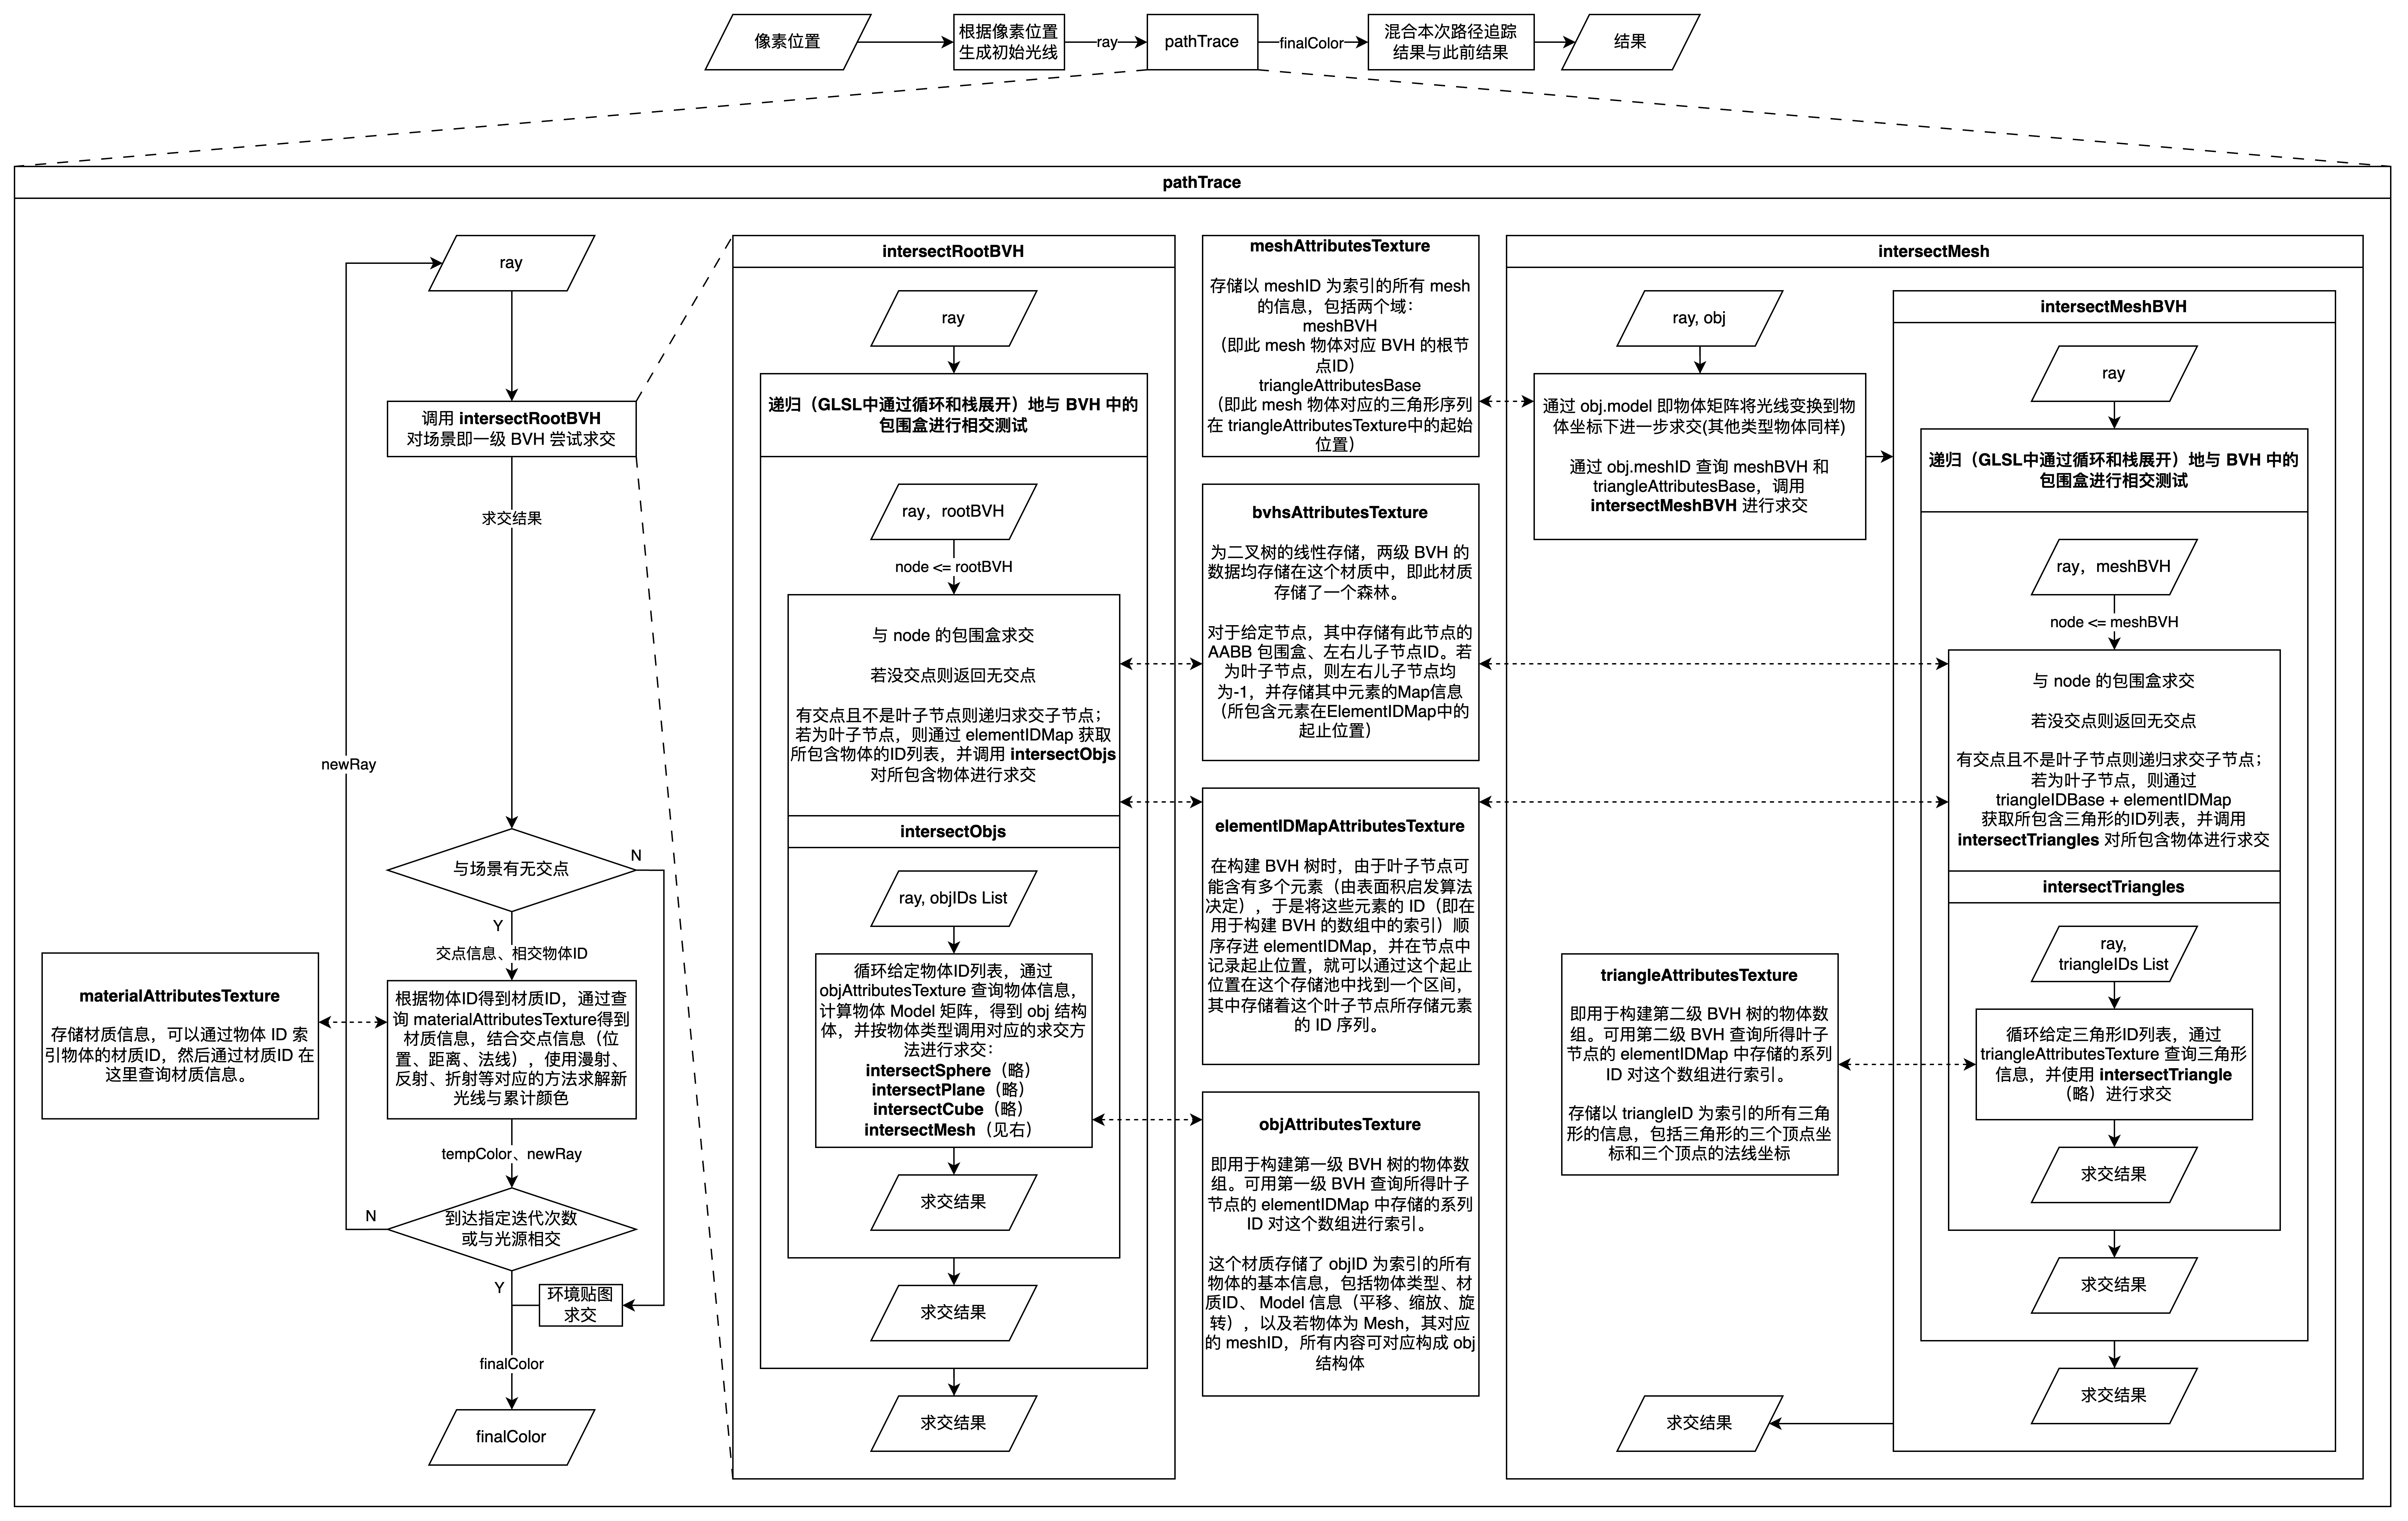 像素位置
根据像素位置
生成初始光线
ray
pathTrace
finalColor
混合本次路径追踪
结果与此前结果
结果
pathTrace
ray
调用 intersectRootBVH
对场景即一级 BVH 尝试求交
求交结果
newRay
与场景有无交点
N
Y
交点信息、相交物体ID
materialAttributesTexture
存储材质信息，可以通过物体 ID 索
引物体的材质ID，然后通过材质ID 在
这里查询材质信息。
根据物体ID得到材质ID，通过查
询 materialAttributesTexture得到
材质信息，结合交点信息（位
置、距离、法线），使用漫射、
反射、折射等对应的方法求解新
光线与累计颜色
tempColor、newRay
N
到达指定迭代次数
或与光源相交
Y
环境贴图
求交
finalColor
finalColor
intersectRootBVH
ray
递归（GLSL中通过循环和栈展开）地与 BVH 中的
包围盒进行相交测试
ray，rootBVH
node <= rootBVH
与 node 的包围盒求交
若没交点则返回无交点
有交点且不是叶子节点则递归求交子节点；
若为叶子节点，则通过 elementIDMap 获取
所包含物体的ID列表，并调用 intersectObjs
对所包含物体进行求交
intersectObjs
ray, objIDs List
循环给定物体ID列表，通过
objAttributesTexture 查询物体信息，
计算物体 Model 矩阵，得到 obj 结构
体，并按物体类型调用对应的求交方
法进行求交：
intersectSphere（略）
intersectPlane（略）
intersectCube（略）
intersectMesh（见右）
求交结果
求交结果
求交结果
meshAttributesTexture
存储以 meshID 为索引的所有 mesh
的信息，包括两个域：
meshBVH
（即此 mesh 物体对应 BVH 的根节
点ID）
triangleAttributesBase
（即此 mesh 物体对应的三角形序列
在 triangleAttributesTexture中的起始
位置）
bvhsAttributesTexture
为二叉树的线性存储，两级 BVH 的
数据均存储在这个材质中，即此材质
存储了一个森林。
对于给定节点，其中存储有此节点的
AABB 包围盒、左右儿子节点ID。若
为叶子节点，则左右儿子节点均
为-1，并存储其中元素的Map信息
（所包含元素在ElementIDMap中的
起止位置）
elementIDMapAttributesTexture
在构建 BVH 树时，由于叶子节点可
能含有多个元素（由表面积启发算法
决定），于是将这些元素的 ID（即在
用于构建 BVH 的数组中的索引）顺
序存进 elementIDMap，并在节点中
记录起止位置，就可以通过这个起止
位置在这个存储池中找到一个区间，
其中存储着这个叶子节点所存储元素
的 ID 序列。
objAttributesTexture
即用于构建第一级 BVH 树的物体数
组。可用第一级 BVH 查询所得叶子
节点的 elementIDMap 中存储的系列
ID 对这个数组进行索引。
这个材质存储了 objID 为索引的所有
物体的基本信息，包括物体类型、材
质ID、 Model 信息（平移、缩放、旋
转），以及若物体为 Mesh，其对应
的 meshID，所有内容可对应构成 obj
结构体
intersectMesh
ray, obj
通过 obj.model 即物体矩阵将光线变换到物
体坐标下进一步求交(其他类型物体同样)
通过 obj.meshID 查询 meshBVH 和
triangleAttributesBase，调用
intersectMeshBVH 进行求交
triangleAttributesTexture
即用于构建第二级 BVH 树的物体数
组。可用第二级 BVH 查询所得叶子
节点的 elementIDMap 中存储的系列
ID 对这个数组进行索引。
存储以 triangleID 为索引的所有三角
形的信息，包括三角形的三个顶点坐
标和三个顶点的法线坐标
求交结果
intersectMeshBVH
ray
递归（GLSL中通过循环和栈展开）地与 BVH 中的
包围盒进行相交测试
ray，meshBVH
node <= meshBVH
与 node 的包围盒求交
若没交点则返回无交点
有交点且不是叶子节点则递归求交子节点；
若为叶子节点，则通过
triangleIDBase + elementIDMap
获取所包含三角形的ID列表，并调用
intersectTriangles 对所包含物体进行求交
intersectTriangles
ray,
triangleIDs List
循环给定三角形ID列表，通过
triangleAttributesTexture 查询三角形
信息，并使用 intersectTriangle
（略）进行求交
求交结果
求交结果
求交结果